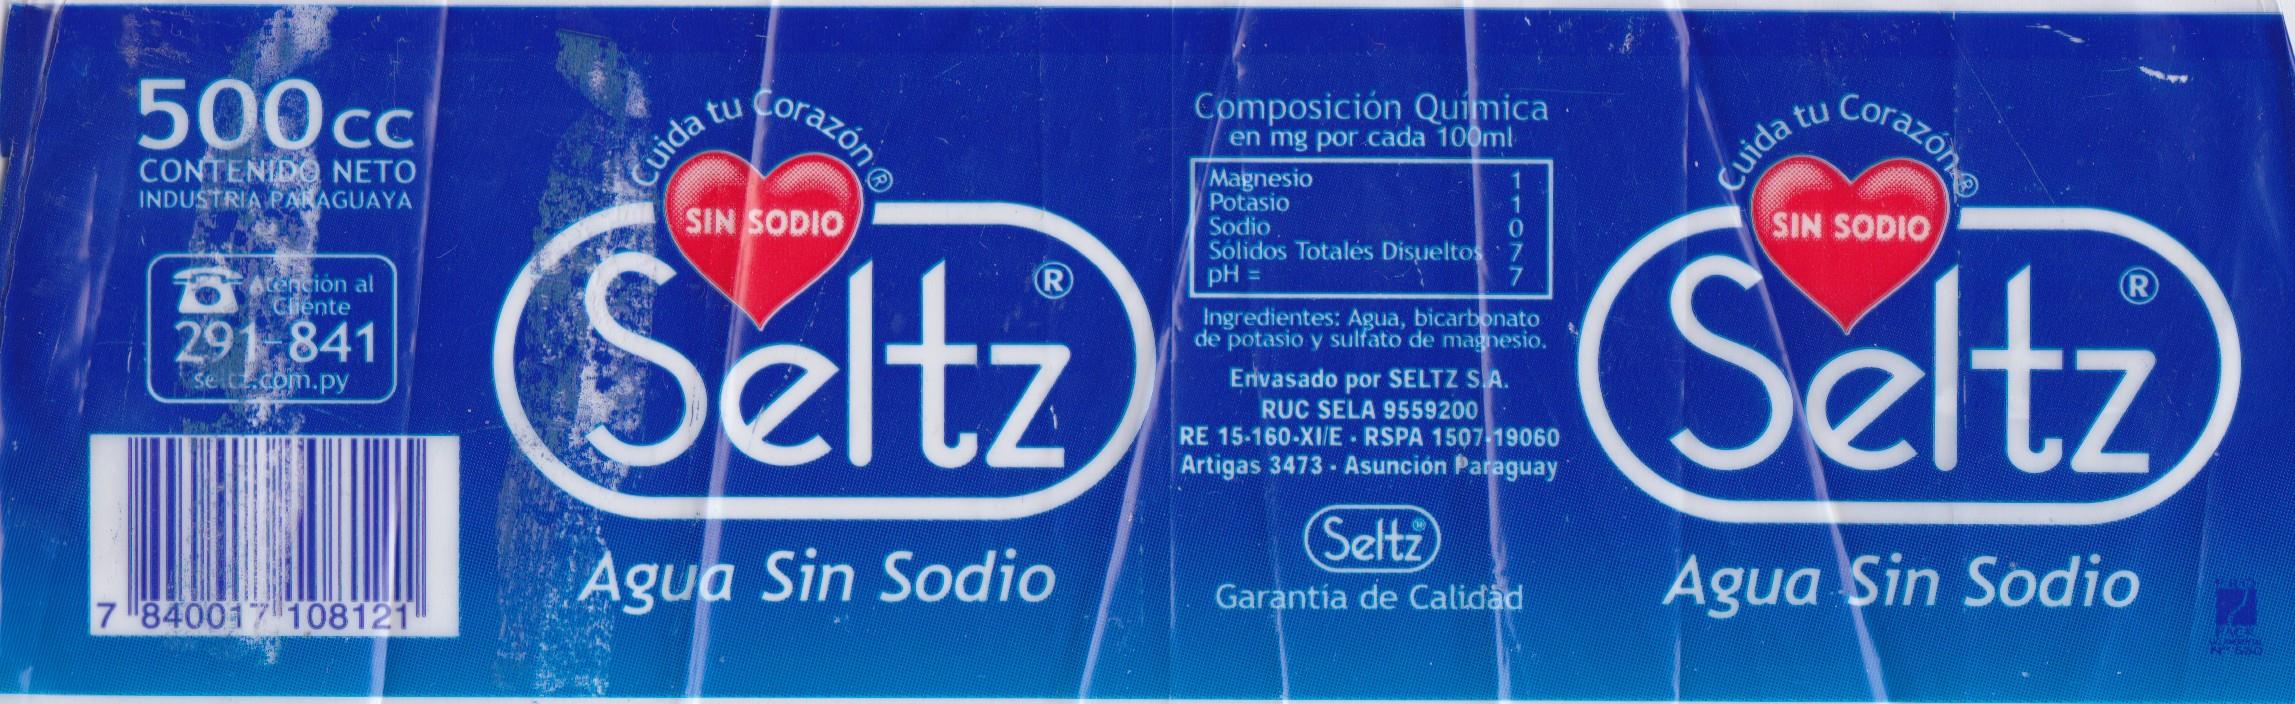 500cc
CONTENIDO NETO
INDUSTRIA PARAGUAYA
Atención al
Cliente
291-841
seltz.com.py
7 840017 108121
Cuida tu Corazón®
SIN SODIO
Seltz®
Agua Sin Sodio
Composición Química
en mg por cada 100ml
Magnesio 1
Potasio 1
Sodio 0
Sólidos Totales Disueltos 7
pH = 7
Ingredientes: Agua, bicarbonato
de potasio y sulfato de magnesio.
Envasado por SELTZ S.A.
RUC SELA 9559200
RE 15-160-XI/E - RSPA 1507-19060
Artigas 3473 - Asunción Paraguay
Seltz®
Garantía de Calidad
Cuida tu Corazón®
SIN SODIO
Seltz®
Agua Sin Sodio
PACK